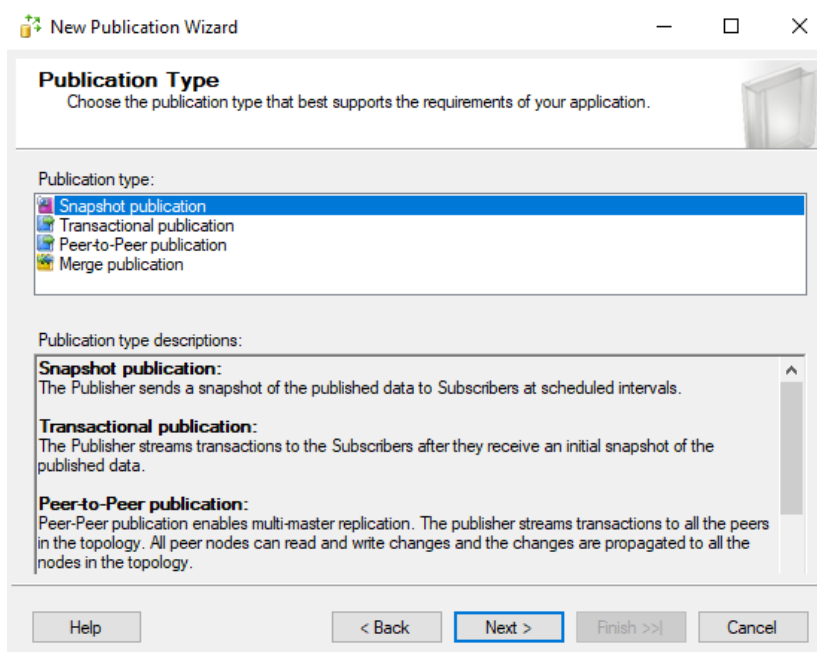 New Publication Wizard
Publication Type
Choose the publication type that best supports the requirements of your application.
Publication type:
Snapshot publication
Transactional publication
Peer-to-Peer publication
Merge publication
Publication type descriptions:
Snapshot publication:
The Publisher sends a snapshot of the published data to Subscribers at scheduled intervals.
Transactional publication:
The Publisher streams transactions to the Subscribers after they receive an initial snapshot of the
published data.
Peer-to-Peer publication:
Peer-Peer publication enables multi-master replication. The publisher streams transactions to all the peers
in the topology. All peer nodes can read and write changes and the changes are propagated to all the
nodes in the topology.
Help
< Back
Next >
Finish >>|
Cancel